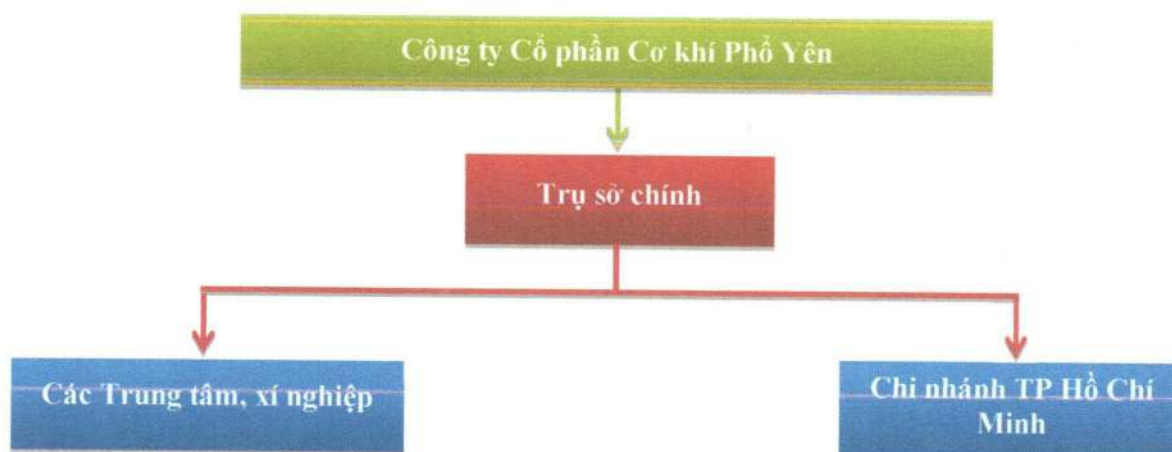 Công ty Cổ phần Cơ khí Phổ Yên
Trụ sở chính
Các Trung tâm, xí nghiệp
Chi nhánh TP Hồ Chí
Minh